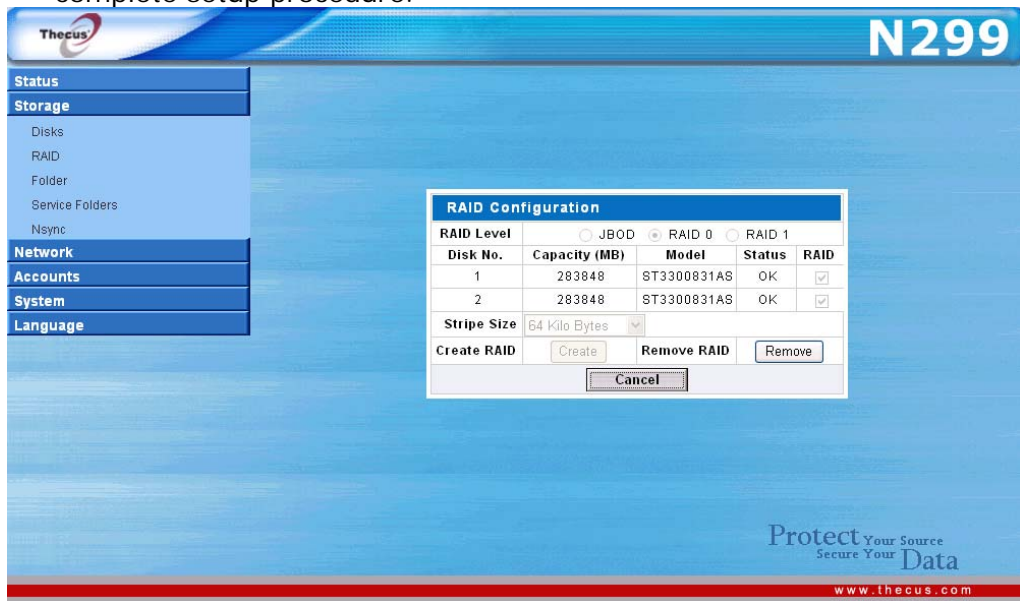 complete setup procedure.
Thecus
N299
Status
Storage
Disks
RAID
Folder
Service Folders
Nsync
Network
Accounts
System
Language
RAID Configuration
RAID Level JBOD RAID 0 RAID 1
Disk No. Capacity (MB) Model Status RAID
1 283848 ST3300831AS OK
2 283848 ST3300831AS OK
Stripe Size 64 Kilo Bytes
Create RAID Create Remove RAID Remove
Cancel
Protect Your Source
Secure Your Data
www.thecus.com